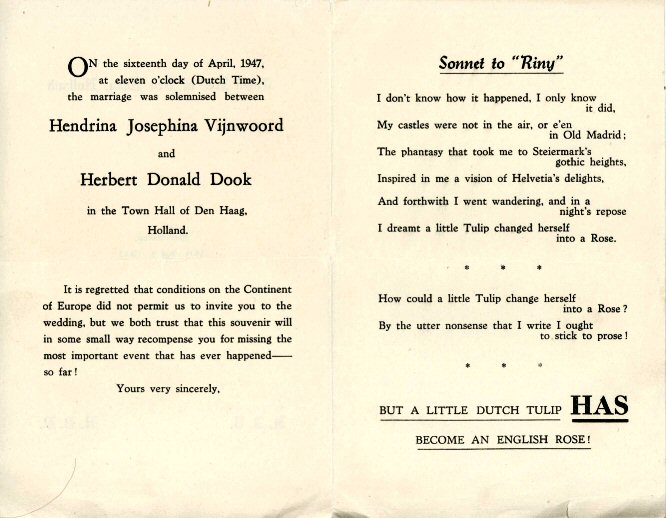 ON the sixteenth day of April, 1947,
at eleven o'clock (Dutch Time),
the marriage was solemnised between
Hendrina Josephina Vijnwoord
and
Herbert Donald Dook
in the Town Hall of Den Haag,
Holland.
It is regretted that conditions on the Continent
of Europe did not permit us to invite you to the
wedding, but we both trust that this souvenir will
in some small way recompense you for missing the
most important event that has ever happened—
so far!
Yours very sincerely,
Sonnet to "Riny"
I don't know how it happened, I only know
it did,
My castles were not in the air, or e'en
in Old Madrid;
The phantasy that took me to Steiermark's
gothic heights,
Inspired in me a vision of Helvetia's delights,
And forthwith I went wandering, and in a
night's repose
I dreamt a little Tulip changed herself
into a Rose.
* * *
How could a little Tulip change herself
into a Rose?
By the utter nonsense that I write I ought
to stick to prose!
* * *
BUT A LITTLE DUTCH TULIP HAS
BECOME AN ENGLISH ROSE!